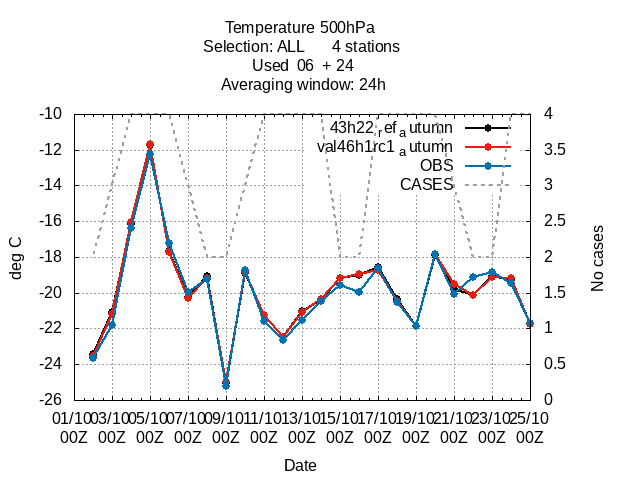 Temperature 500hPa
Selection: ALL 4 stations
Used 06 + 24
Averaging window: 24h
-10 4
43h22_ref_autumn
val46h1rc1_autumn
OBS
CASES
-12 3.5
-14 3
-16 2.5
-18 2
-20 1.5
-22 1
-24 0.5
-26 0
deg C
No cases
01/10 03/10 05/10 07/10 09/10 11/10 13/10 15/10 17/10 19/10 21/10 23/10 25/10
00Z 00Z 00Z 00Z 00Z 00Z 00Z 00Z 00Z 00Z 00Z 00Z 00Z
Date